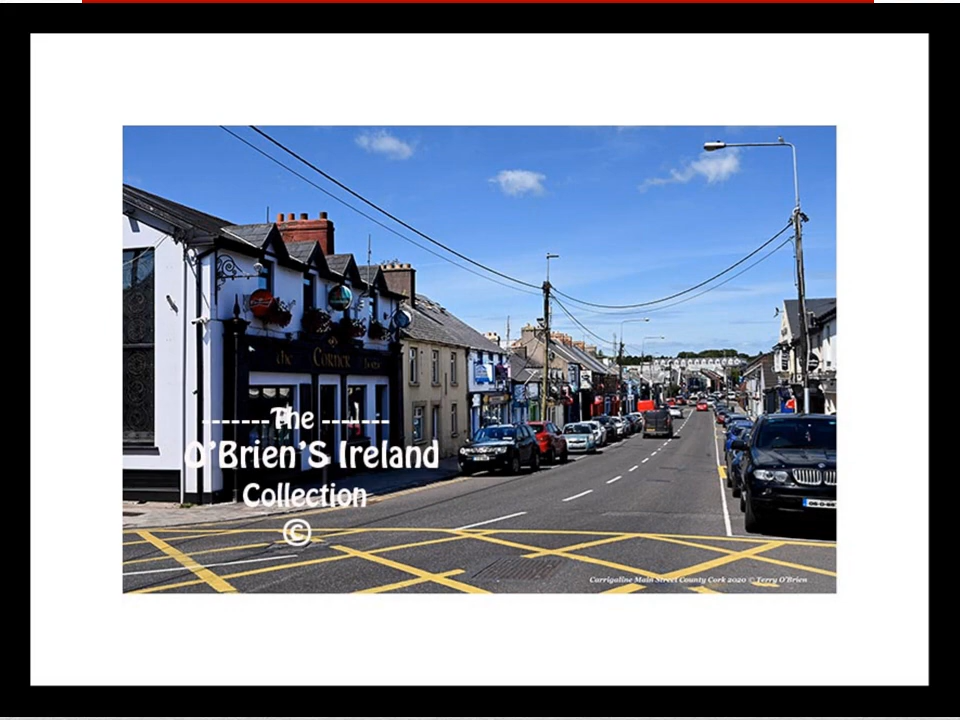 the Corner House
-------The -------
O'Brien'S Ireland
Collection
©
Carrigaline Main Street County Cork 2020 © Terry O'Brien